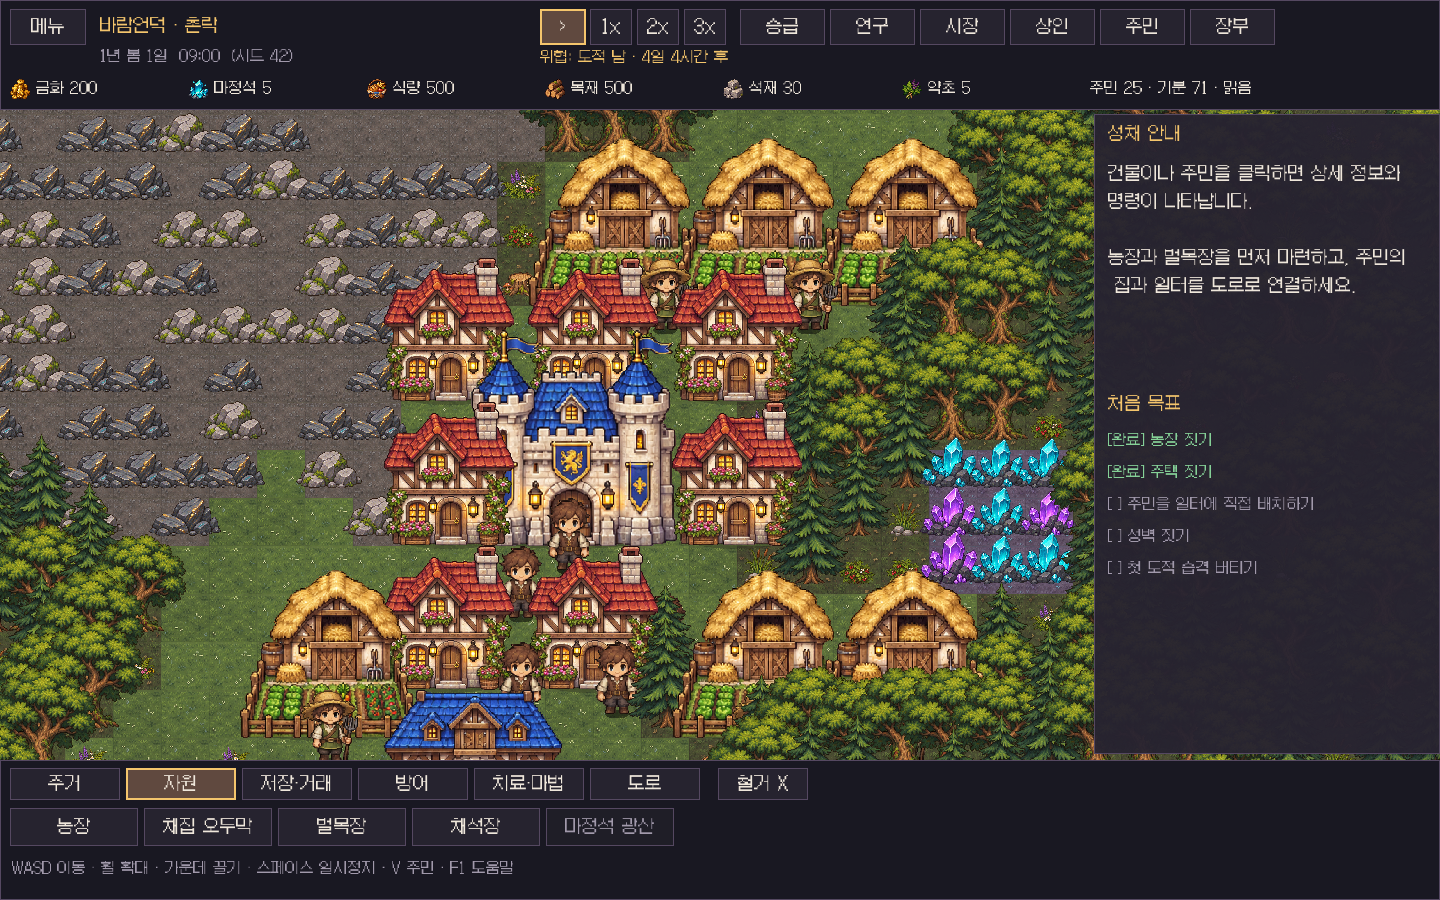 메뉴
바람언덕 · 촌락
1년 봄 1일 09:00 (시드 42)
> 1x 2x 3x
위협: 도적 남 · 4일 4시간 후
승급 연구 시장 상인 주민 장부
금화 200 마정석 5 식량 500 목재 500 석재 30 약초 5 주민 25 · 기분 71 · 맑음
성채 안내
건물이나 주민을 클릭하면 상세 정보와
명령이 나타납니다.
농장과 벌목장을 먼저 마련하고, 주민의
집과 일터를 도로로 연결하세요.
처음 목표
[완료] 농장 짓기
[완료] 주택 짓기
[ ] 주민을 일터에 직접 배치하기
[ ] 성벽 짓기
[ ] 첫 도적 습격 버티기
주거 자원 저장·거래 방어 치료·마법 도로 철거 X
농장 채집 오두막 벌목장 채석장 마정석 광산
WASD 이동 · 휠 확대 · 가운데 끌기 · 스페이스 일시정지 · V 주민 · F1 도움말